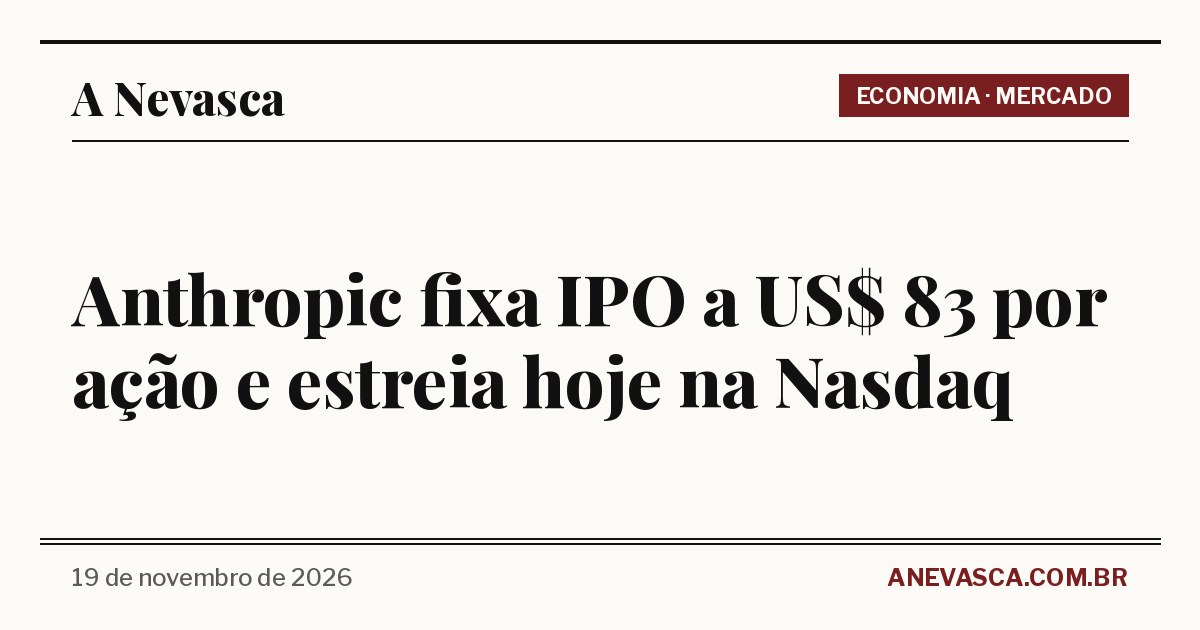 A Nevasca
ECONOMIA · MERCADO
Anthropic fixa IPO a US$ 83 por
ação e estreia hoje na Nasdaq
19 de novembro de 2026
ANEVASCA.COM.BR